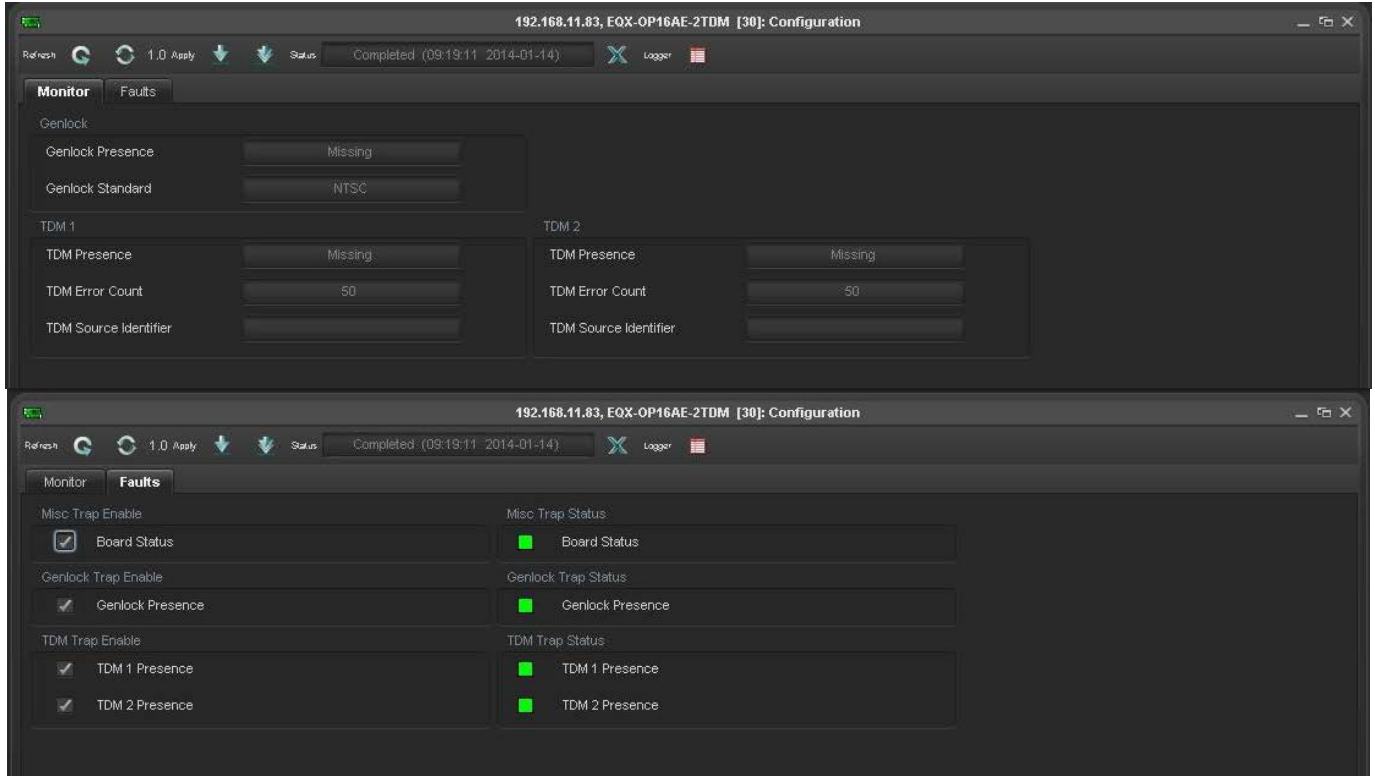 192.168.11.83, EQX-OP16AE-2TDM [30]: Configuration
Refresh 1.0 Apply Status Completed (09:19:11 2014-01-14) Logger
Monitor Faults
Genlock
Genlock Presence Missing
Genlock Standard NTSC
TDM 1 TDM 2
TDM Presence Missing TDM Presence Missing
TDM Error Count 50 TDM Error Count 50
TDM Source Identifier TDM Source Identifier
192.168.11.83, EQX-OP16AE-2TDM [30]: Configuration
Refresh 1.0 Apply Status Completed (09:19:11 2014-01-14) Logger
Monitor Faults
Misc Trap Enable Misc Trap Status
Board Status Board Status
Genlock Trap Enable Genlock Trap Status
Genlock Presence Genlock Presence
TDM Trap Enable TDM Trap Status
TDM 1 Presence TDM 1 Presence
TDM 2 Presence TDM 2 Presence